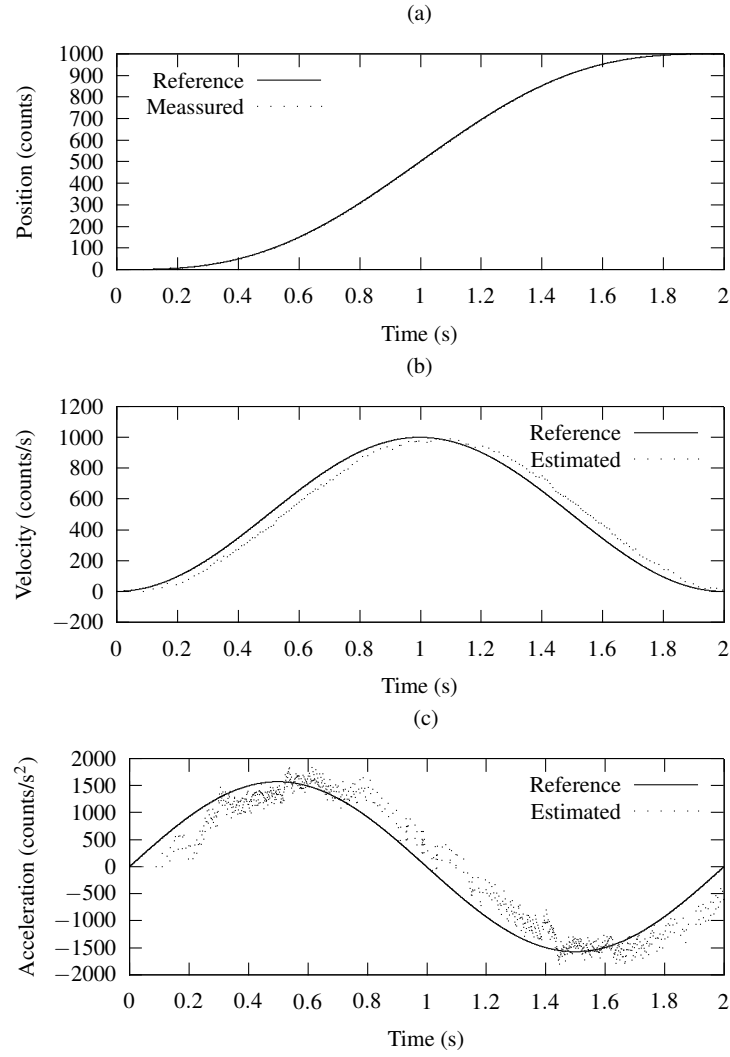 (a)
Position (counts)
1000
900
800
700
600
500
400
300
200
100
0
Reference
Meassured
0 0.2 0.4 0.6 0.8 1 1.2 1.4 1.6 1.8 2
Time (s)
(b)
Velocity (counts/s)
1200
1000
800
600
400
200
0
−200
Reference
Estimated
0 0.2 0.4 0.6 0.8 1 1.2 1.4 1.6 1.8 2
Time (s)
(c)
Acceleration (counts/s²)
2000
1500
1000
500
0
−500
−1000
−1500
−2000
Reference
Estimated
0 0.2 0.4 0.6 0.8 1 1.2 1.4 1.6 1.8 2
Time (s)